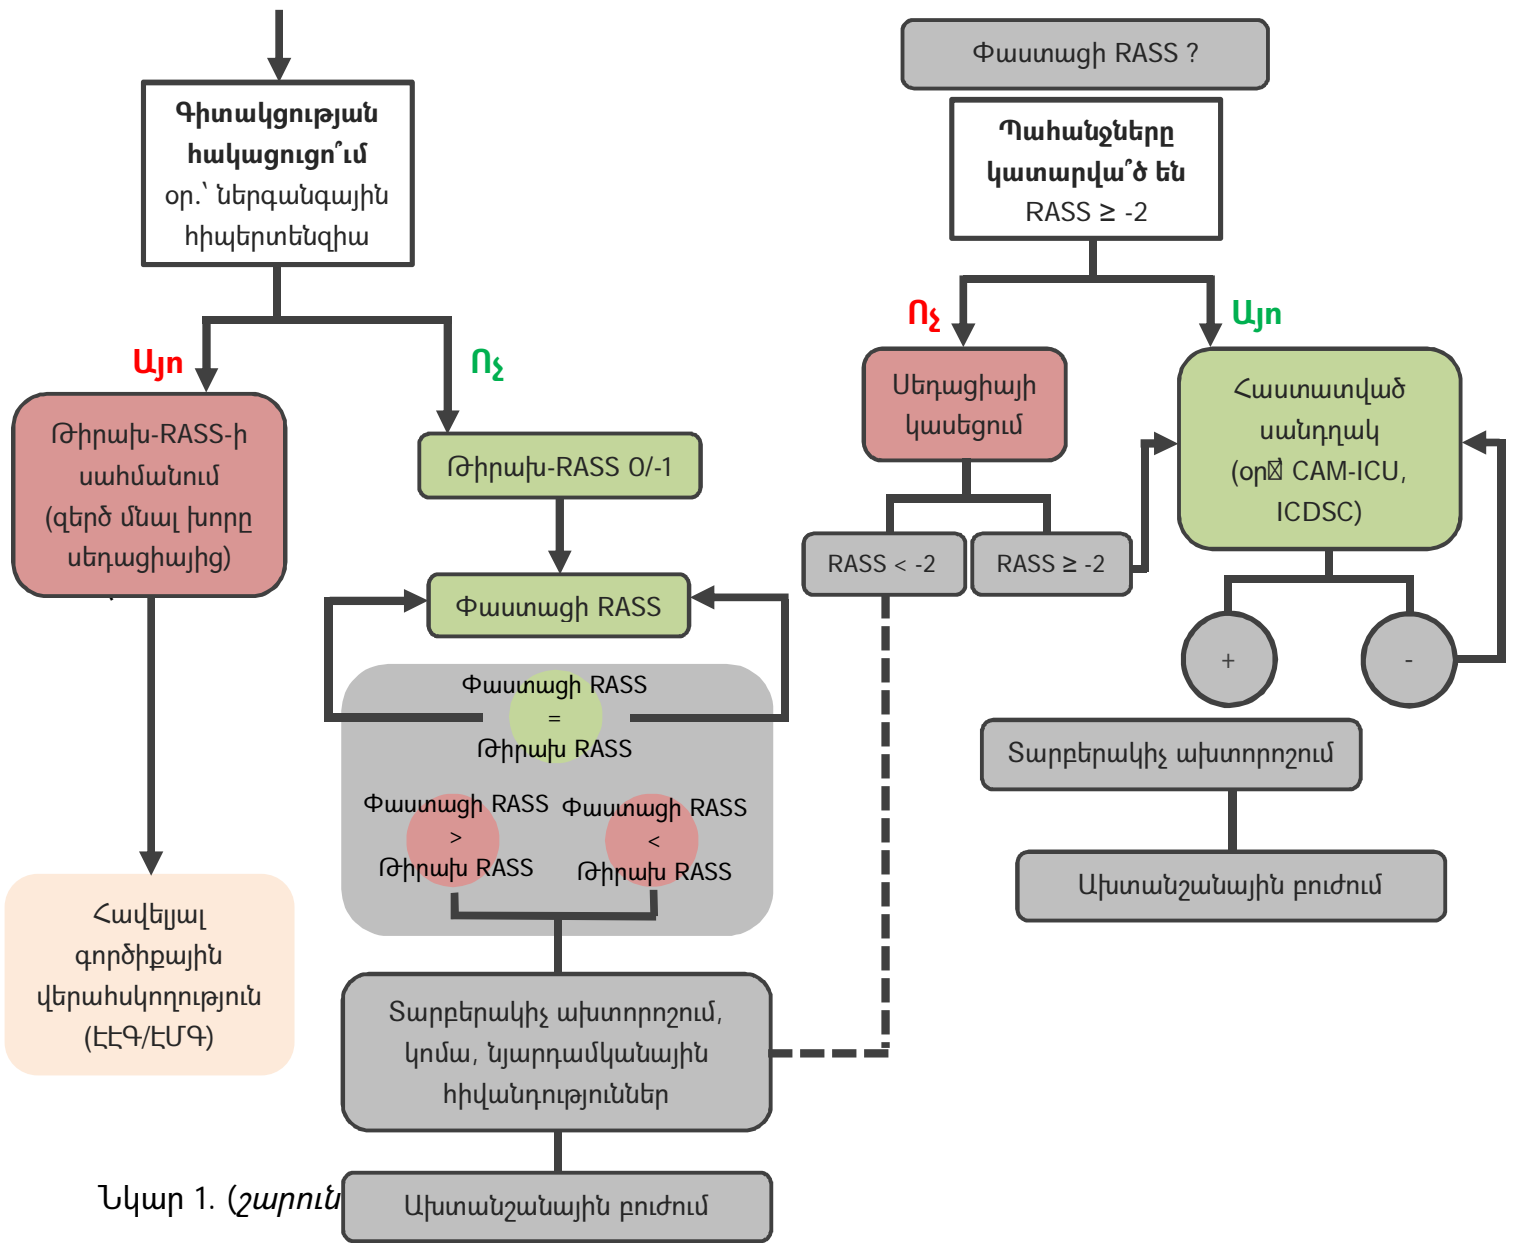 Գիտակցության
հակացուցո՞ւմ
օր.՝ ներգանգային
հիպերտենզիա
Այո
Ոչ
Թիրախ-RASS-ի
սահմանում
(զերծ մնալ խորը
սեդացիայից)
Թիրախ-RASS 0/-1
Փաստացի RASS
Փաստացի RASS
=
Թիրախ RASS
Փաստացի RASS
>
Թիրախ RASS
Փաստացի RASS
<
Թիրախ RASS
Հավելյալ
գործիքային
վերահսկողություն
(ԷԷԳ/ԷՄԳ)
Տարբերակիչ ախտորոշում,
կոմա, նյարդամկանային
հիվանդություններ
Ախտանշանային բուժում
Նկար 1. (շարուն
Փաստացի RASS ?
Պահանջները
կատարվա՞ծ են
RASS ≥ -2
Ոչ
Այո
Սեդացիայի
կասեցում
RASS < -2
RASS ≥ -2
Հաստատված
սանդղակ
(օր CAM-ICU,
ICDSC)
+
-
Տարբերակիչ ախտորոշում
Ախտանշանային բուժում